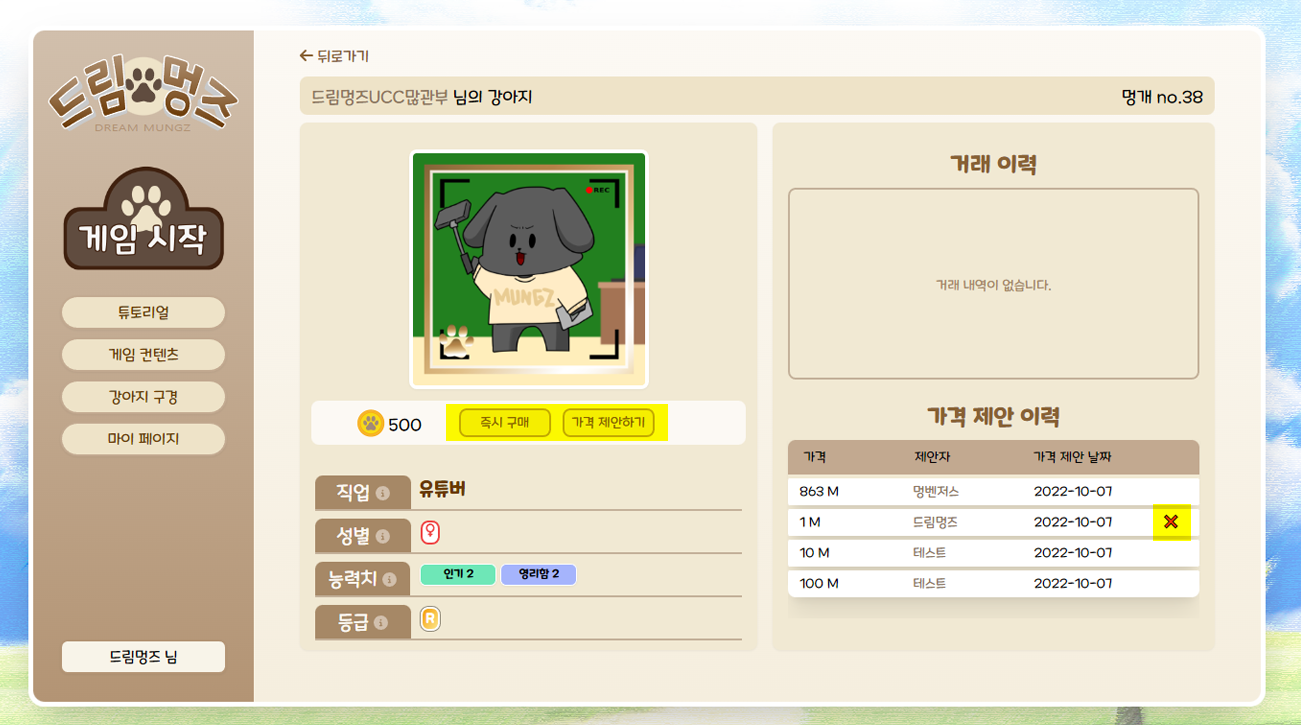 드림멍즈
DREAM MUNGZ
게임 시작
튜토리얼
게임 컨텐츠
강아지 구경
마이 페이지
드림멍즈 님
← 뒤로가기
드림멍즈UCC많관부 님의 강아지
멍개 no.38
REC
MUNGZ
500
즉시 구매
가격 제안하기
직업
유튜버
성별
능력치
인기 2
영리함 2
등급
R
거래 이력
거래 내역이 없습니다.
가격 제안 이력
가격 제안자 가격 제안 날짜
863 M 멍벤저스 2022-10-07
1 M 드림멍즈 2022-10-07
10 M 테스트 2022-10-07
100 M 테스트 2022-10-07